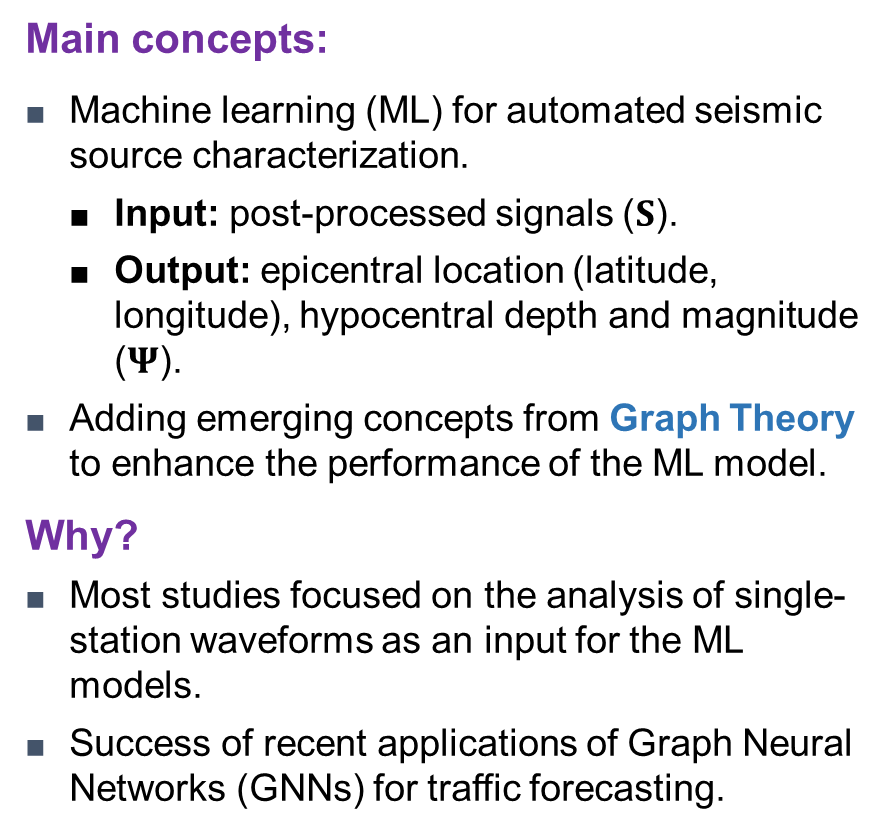 Main concepts:
■ Machine learning (ML) for automated seismic
source characterization.
■ Input: post-processed signals (𝐒).
■ Output: epicentral location (latitude,
longitude), hypocentral depth and magnitude
(𝚿).
■ Adding emerging concepts from Graph Theory
to enhance the performance of the ML model.
Why?
■ Most studies focused on the analysis of single-
station waveforms as an input for the ML
models.
■ Success of recent applications of Graph Neural
Networks (GNNs) for traffic forecasting.